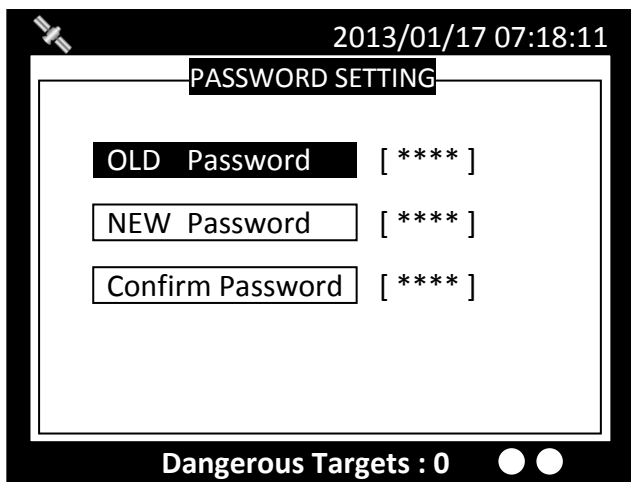 2013/01/17 07:18:11
PASSWORD SETTING
OLD Password [ **** ]
NEW Password [ **** ]
Confirm Password [ **** ]
Dangerous Targets : 0